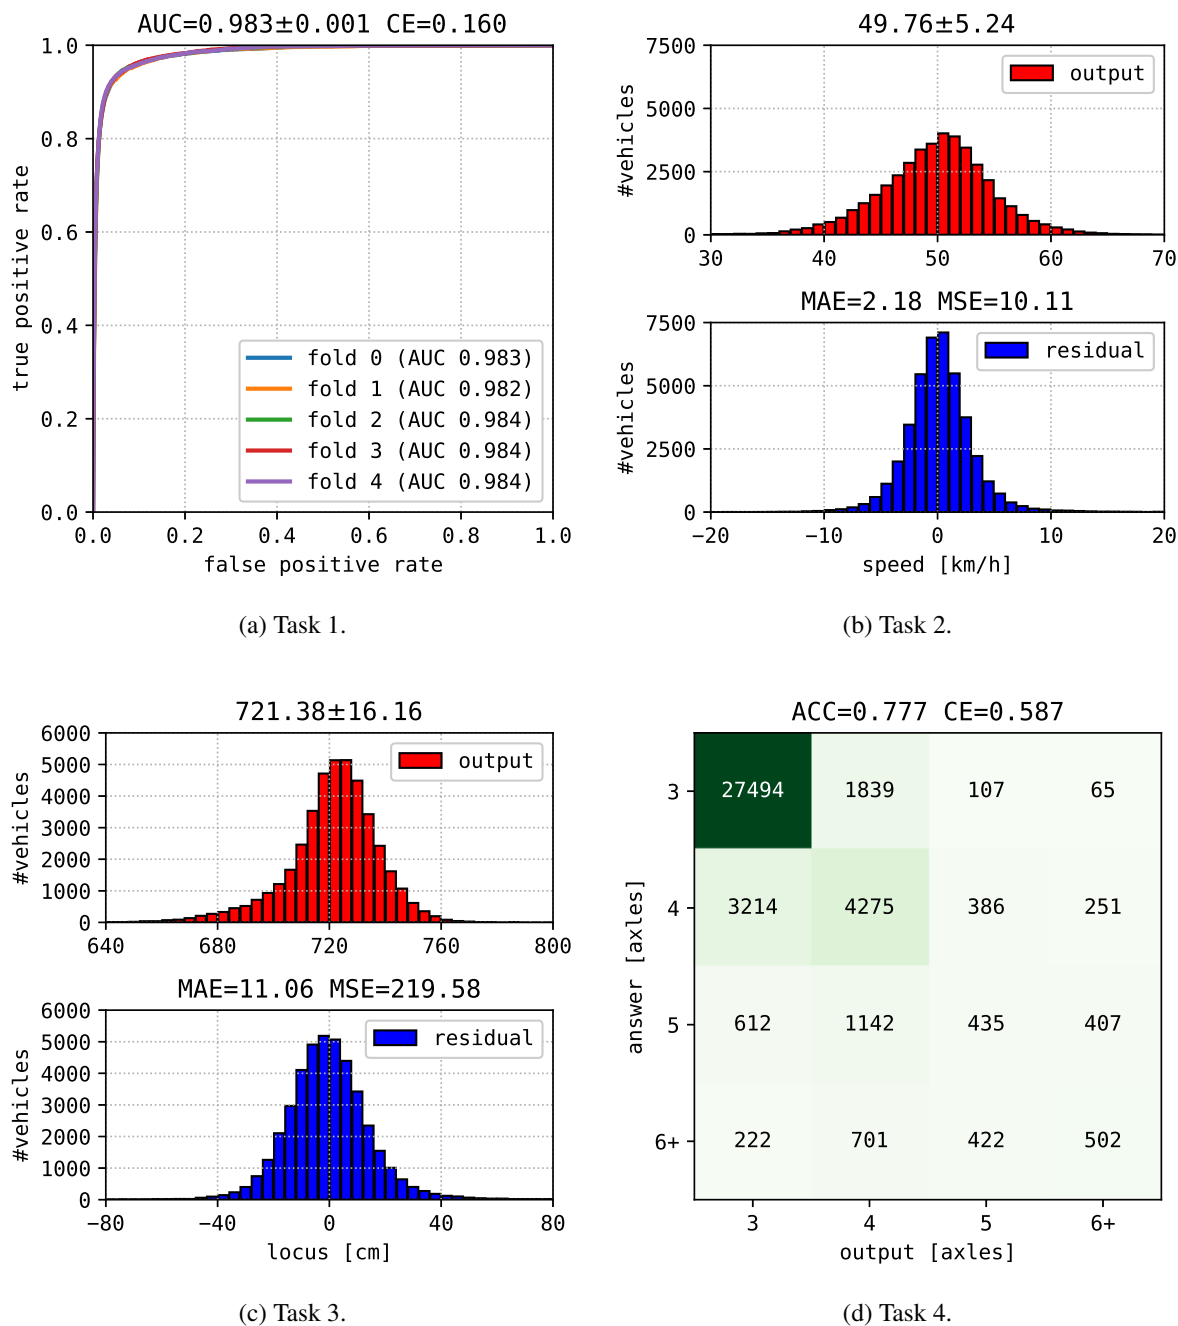 AUC=0.983±0.001 CE=0.160
1.0
0.8
0.6
0.4
0.2
0.0
true positive rate
fold 0 (AUC 0.983)
fold 1 (AUC 0.982)
fold 2 (AUC 0.984)
fold 3 (AUC 0.984)
fold 4 (AUC 0.984)
0.0 0.2 0.4 0.6 0.8 1.0
false positive rate
(a) Task 1.
49.76±5.24
7500
5000
2500
0
#vehicles
output
30 40 50 60 70
MAE=2.18 MSE=10.11
7500
5000
2500
0
#vehicles
residual
−20 −10 0 10 20
speed [km/h]
(b) Task 2.
721.38±16.16
6000
5000
4000
3000
2000
1000
0
#vehicles
output
640 680 720 760 800
MAE=11.06 MSE=219.58
6000
5000
4000
3000
2000
1000
0
#vehicles
residual
−80 −40 0 40 80
locus [cm]
(c) Task 3.
ACC=0.777 CE=0.587
answer [axles]
3 27494 1839 107 65
4 3214 4275 386 251
5 612 1142 435 407
6+ 222 701 422 502
3 4 5 6+
output [axles]
(d) Task 4.